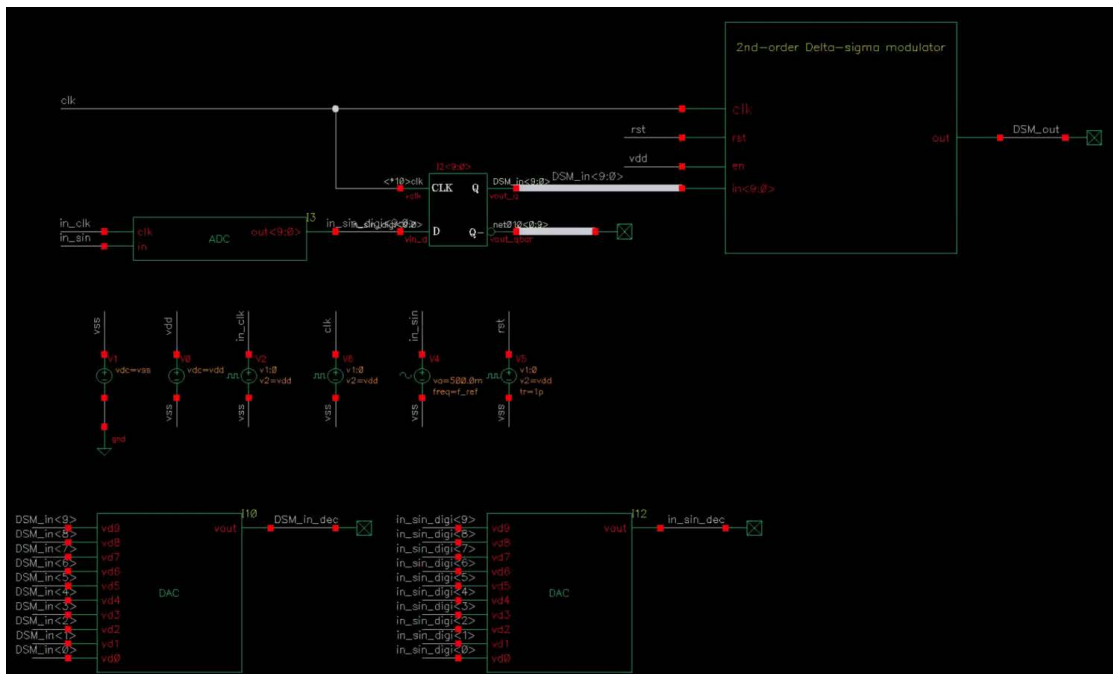 2nd-order Delta-sigma modulator
clk
clk
rst
rst
out
DSM_out
vdd
en
I2<9:0>
<*10>clk
CLK
Q
DSM_in<9:0>
DSM_in<9:0>
in<9:0>
vclk
vout_q
in_clk
clk
I3
out<9:0>
in_sin_digi<9:0>
D
Q-
net010<0:9>
in_sin
in
ADC
vin_d
vout_qbar
vss
vdd
in_clk
clk
in_sin
rst
V1
V0
V2
V6
V4
V5
vdc=vss
vdc=vdd
v1:0
v2=vdd
v1:0
v2=vdd
va=500.0m
freq=f_ref
v1:0
v2=vdd
tr=1p
vss
vss
vss
vss
vss
gnd
I10
DSM_in<9>
vd9
vout
DSM_in_dec
DSM_in<8>
vd8
DSM_in<7>
vd7
DSM_in<6>
vd6
DSM_in<5>
vd5
DSM_in<4>
vd4
DAC
DSM_in<3>
vd3
DSM_in<2>
vd2
DSM_in<1>
vd1
DSM_in<0>
vd0
I12
in_sin_digi<9>
vd9
vout
in_sin_dec
in_sin_digi<8>
vd8
in_sin_digi<7>
vd7
in_sin_digi<6>
vd6
in_sin_digi<5>
vd5
in_sin_digi<4>
vd4
DAC
in_sin_digi<3>
vd3
in_sin_digi<2>
vd2
in_sin_digi<1>
vd1
in_sin_digi<0>
vd0